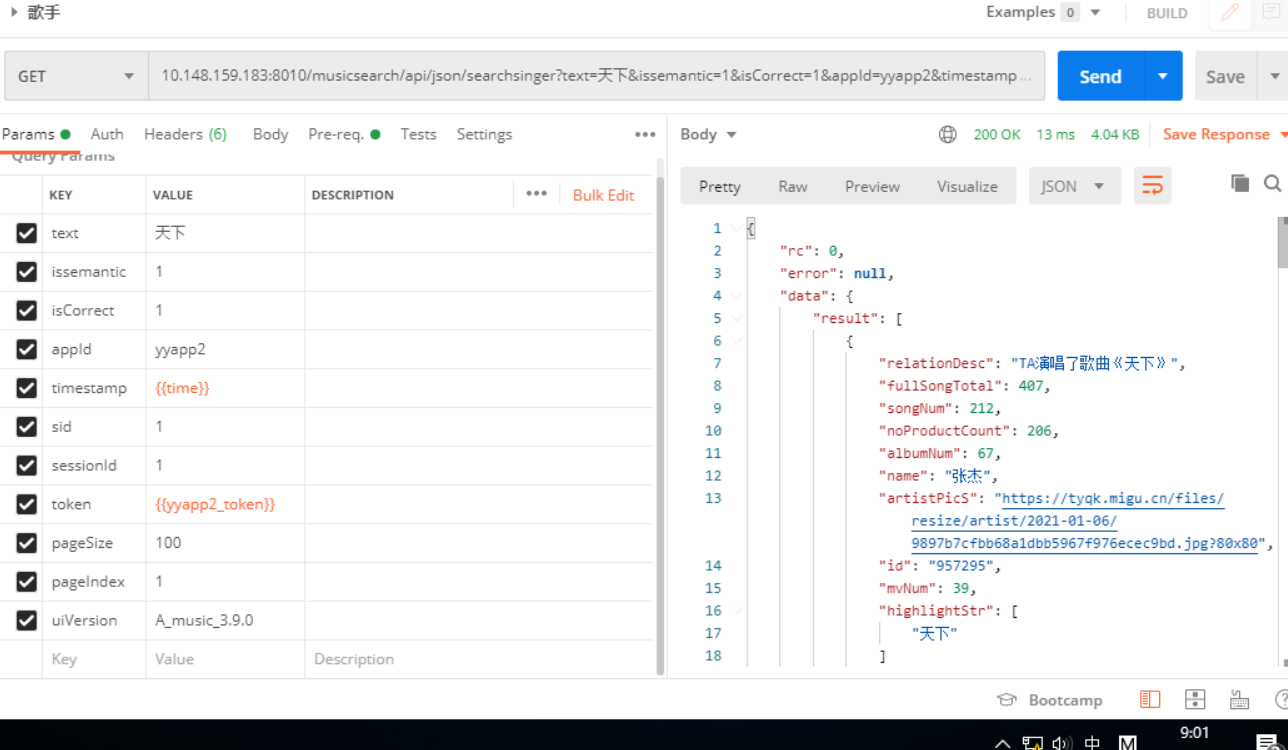 歌手
Examples 0 BUILD
GET 10.148.159.183:8010/musicsearch/api/json/searchsinger?text=天下&issemantic=1&isCorrect=1&appId=yyapp2&timestamp ... Send Save
Params Auth Headers (6) Body Pre-req. Tests Settings •••
Body 200 OK 13 ms 4.04 KB Save Response
Query Params
KEY VALUE DESCRIPTION ••• Bulk Edit
text 天下
issemantic 1
isCorrect 1
appId yyapp2
timestamp {{time}}
sid 1
sessionId 1
token {{yyapp2_token}}
pageSize 100
pageIndex 1
uiVersion A_music_3.9.0
Key Value Description
Pretty Raw Preview Visualize JSON
1 {
2 "rc": 0,
3 "error": null,
4 "data": {
5 "result": [
6 {
7 "relationDesc": "TA演唱了歌曲《天下》",
8 "fullSongTotal": 407,
9 "songNum": 212,
10 "noProductCount": 206,
11 "albumNum": 67,
12 "name": "张杰",
13 "artistPicS": "https://tyqk.migu.cn/files/
resize/artist/2021-01-06/
9897b7cfbb68a1dbb5967f976ecec9bd.jpg?80x80",
14 "id": "957295",
15 "mvNum": 39,
16 "highlightStr": [
17 "天下"
18 ]
Bootcamp
中 M 9:01